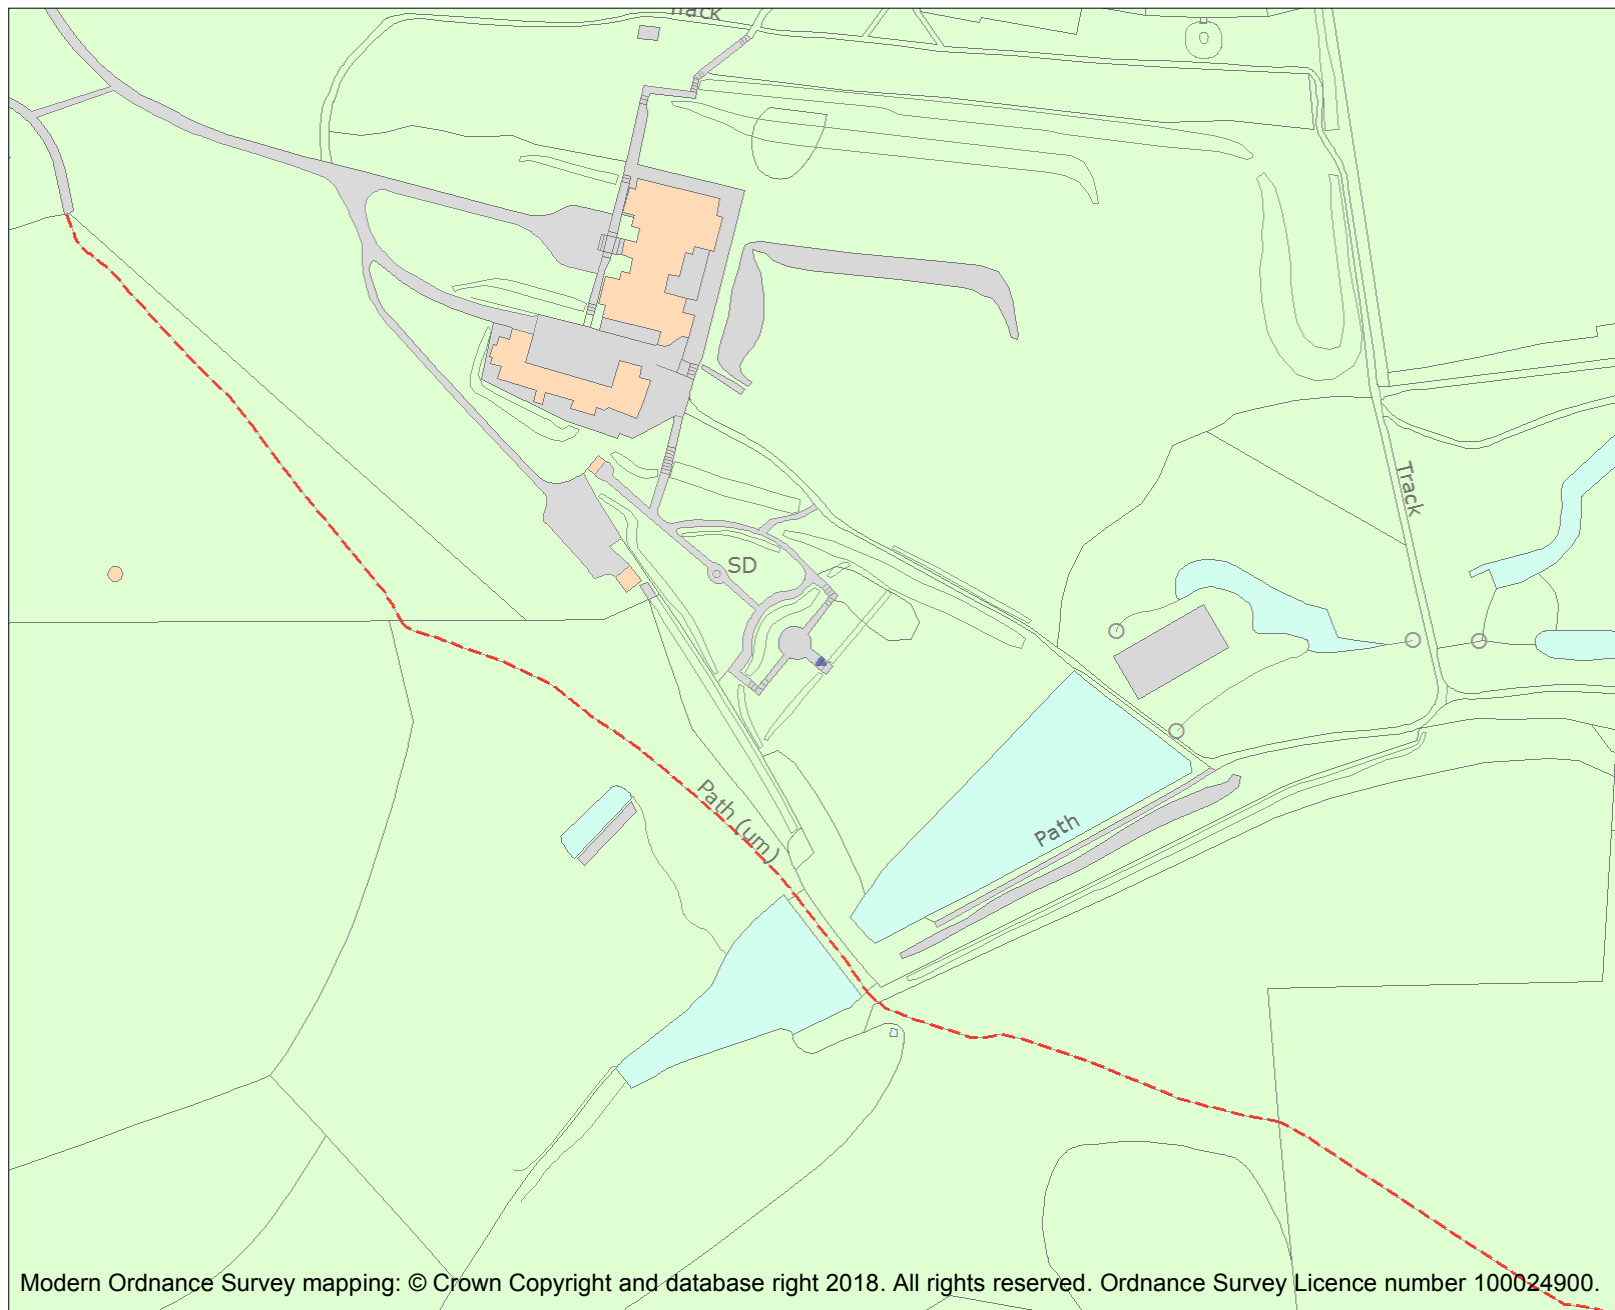 Track
Track
SD
Path (um)
Path
Modern Ordnance Survey mapping: © Crown Copyright and database right 2018. All rights reserved. Ordnance Survey Licence number 100024900.